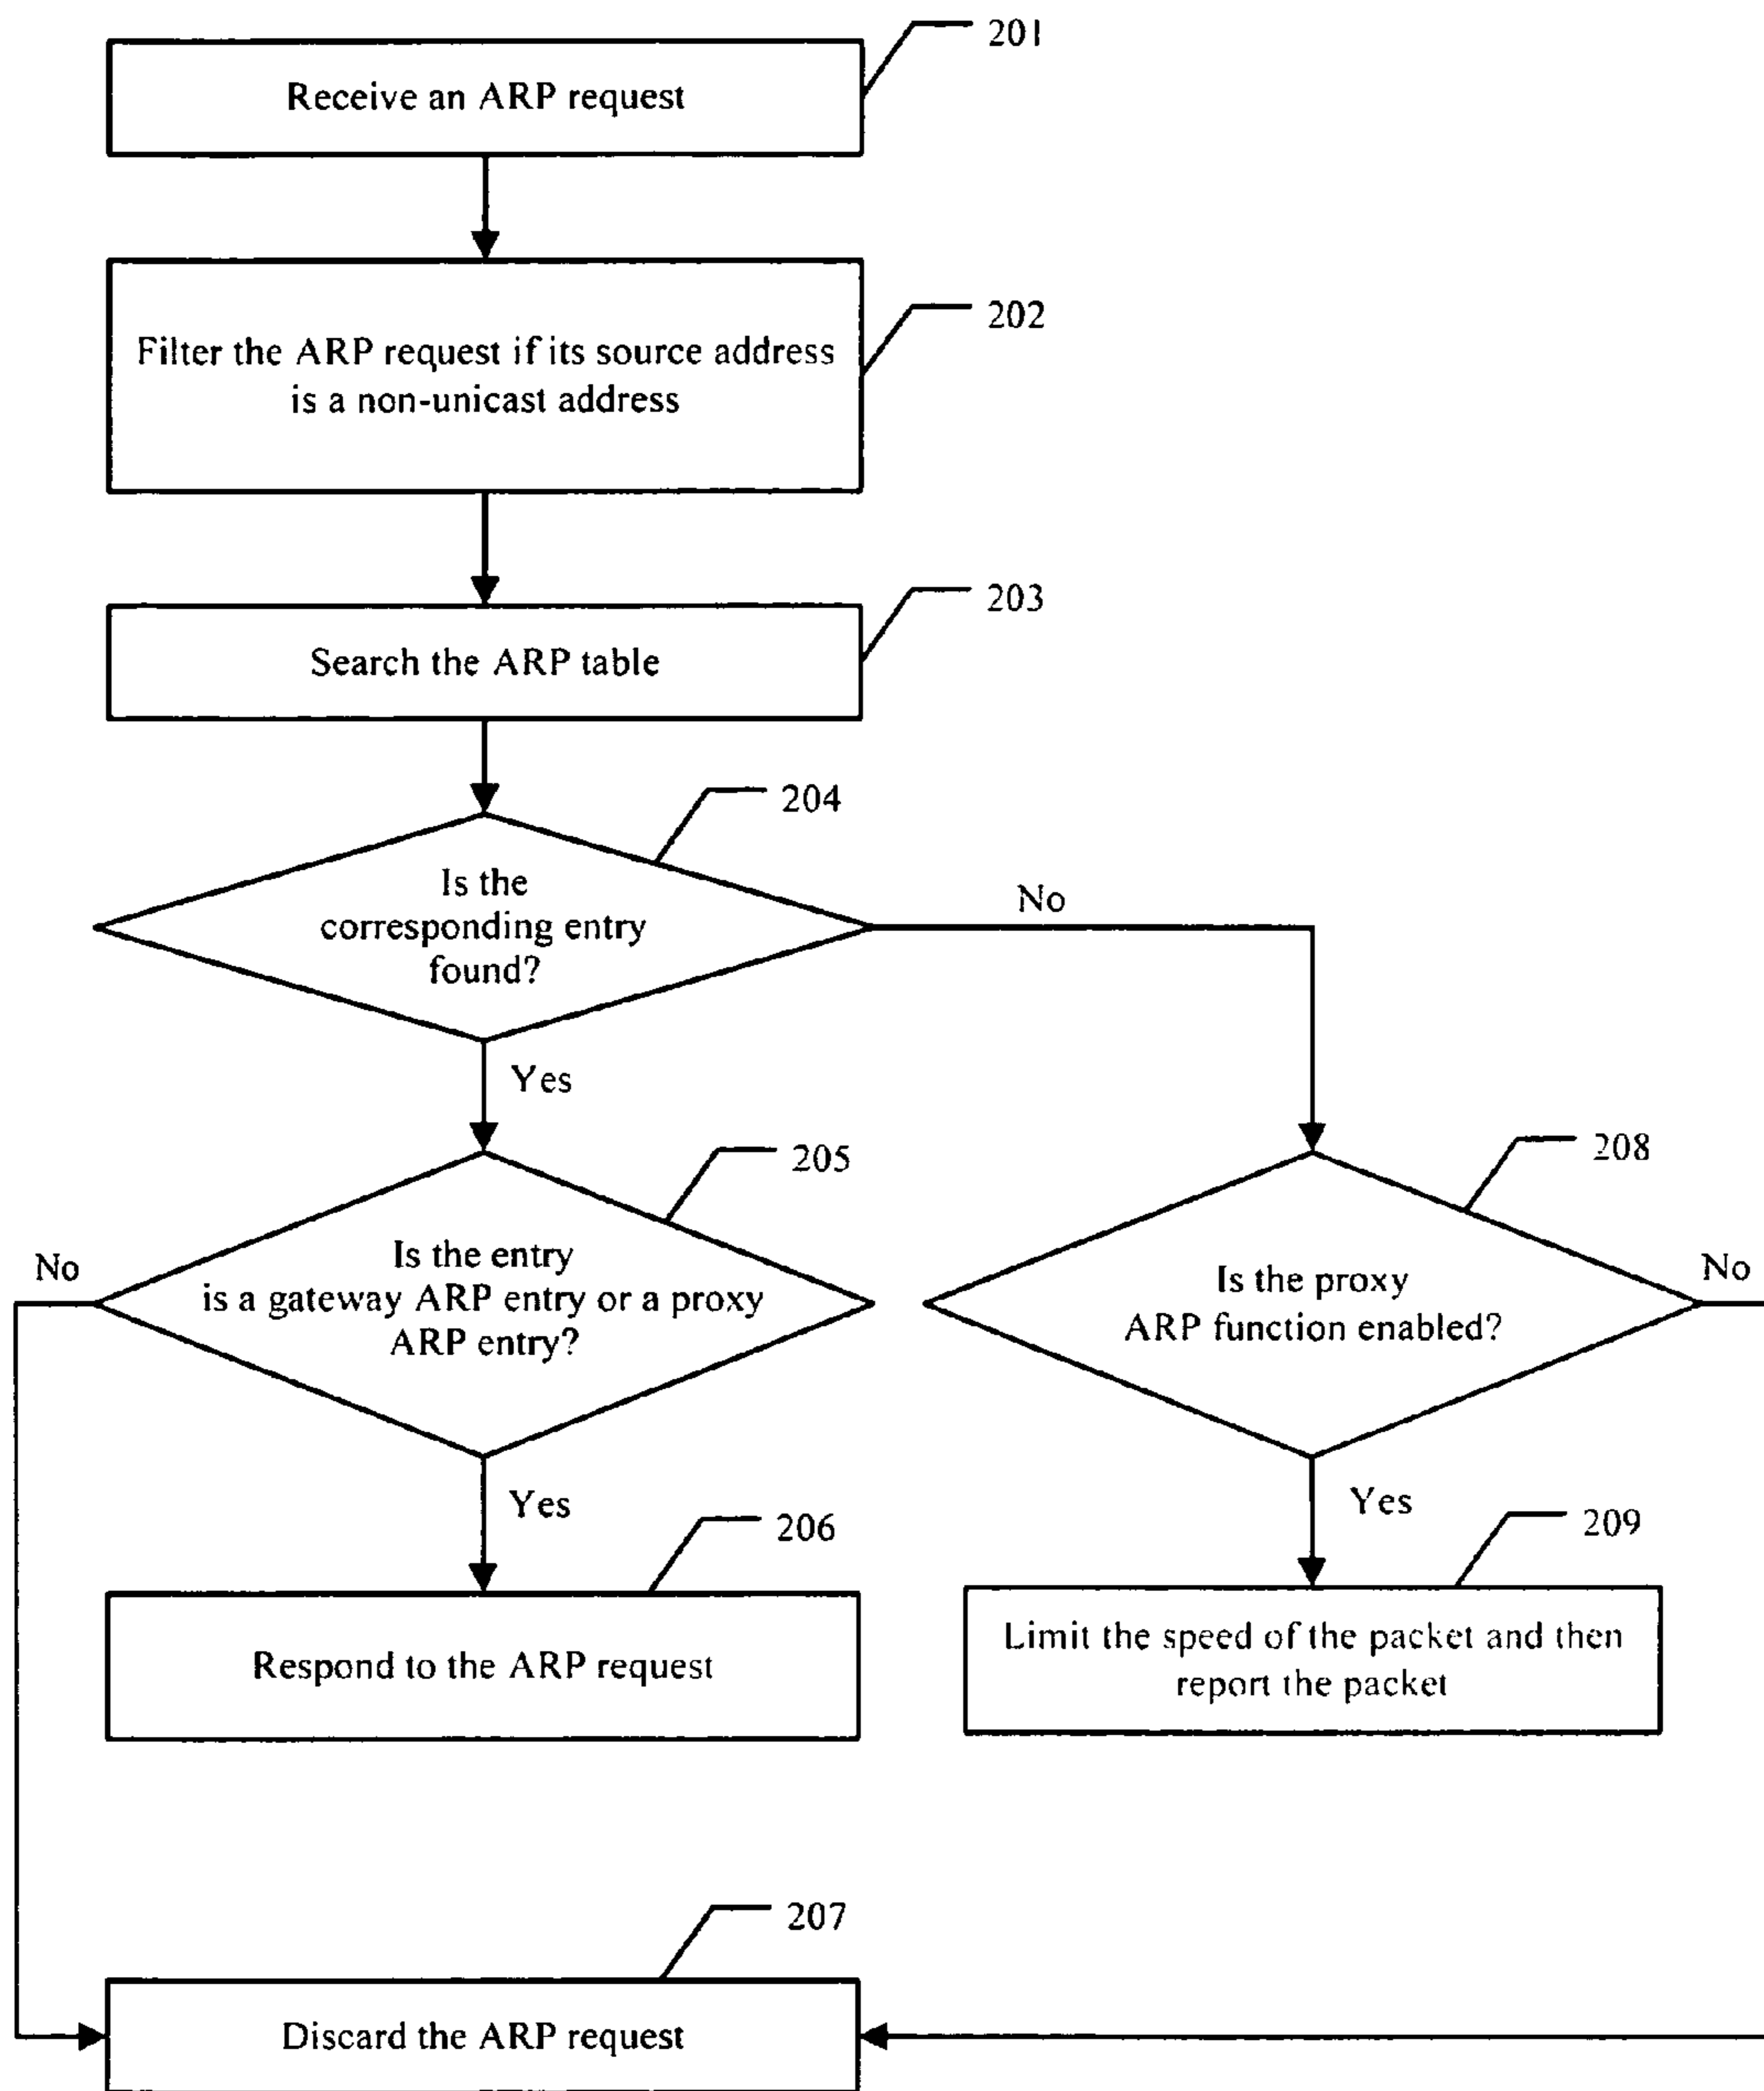 201
Receive an ARP request
202
Filter the ARP request if its source address
is a non-unicast address
203
Search the ARP table
204
Is the
corresponding entry
found?
No
Yes
205
208
No
Is the entry
is a gateway ARP entry or a proxy
ARP entry?
Is the proxy
ARP function enabled?
No
Yes
Yes
206
209
Respond to the ARP request
Limit the speed of the packet and then
report the packet
207
Discard the ARP request